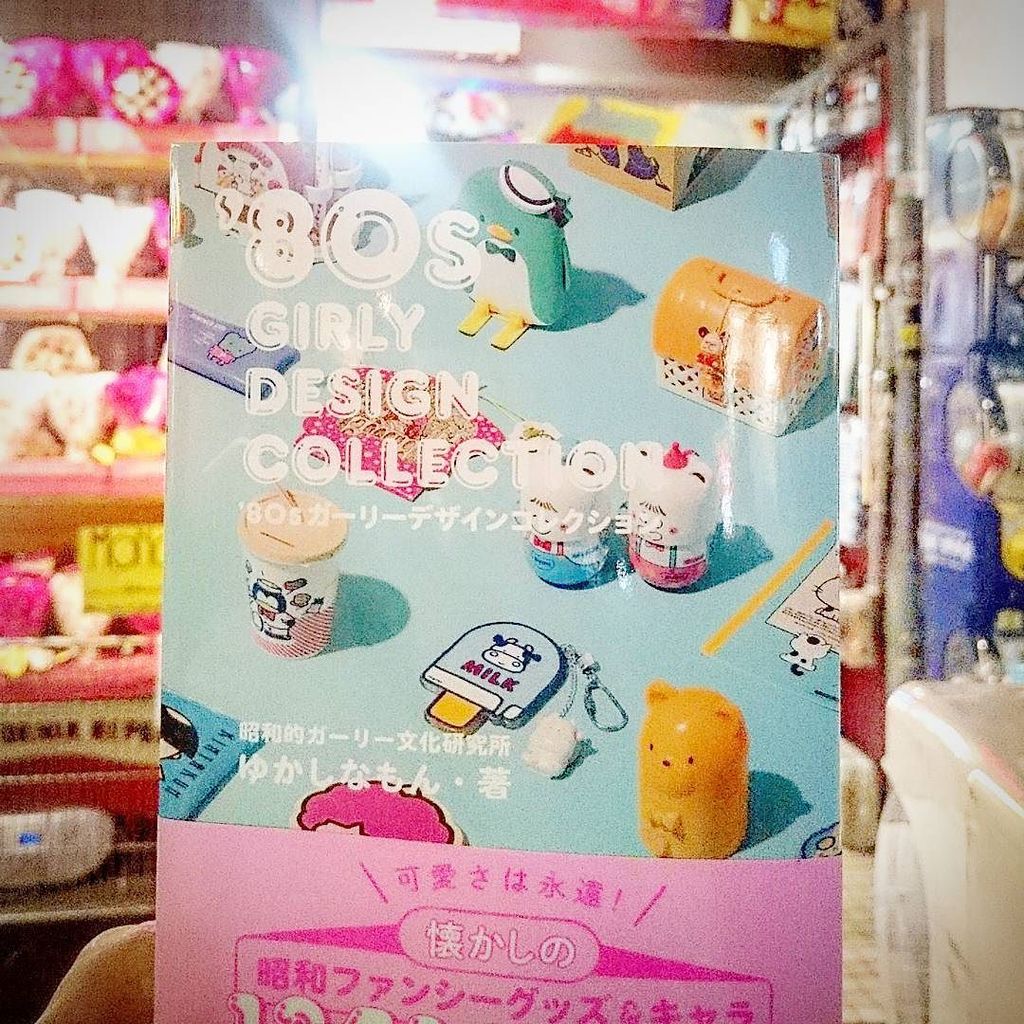 80s
GIRLY
DESIGN
COLLECTION
'80sガーリーデザインコレクション
MILK
昭和的ガーリー文化研究所
ゆかしなもん・著
可愛さは永遠!
懐かしの
昭和ファンシーグッズ&キャラ